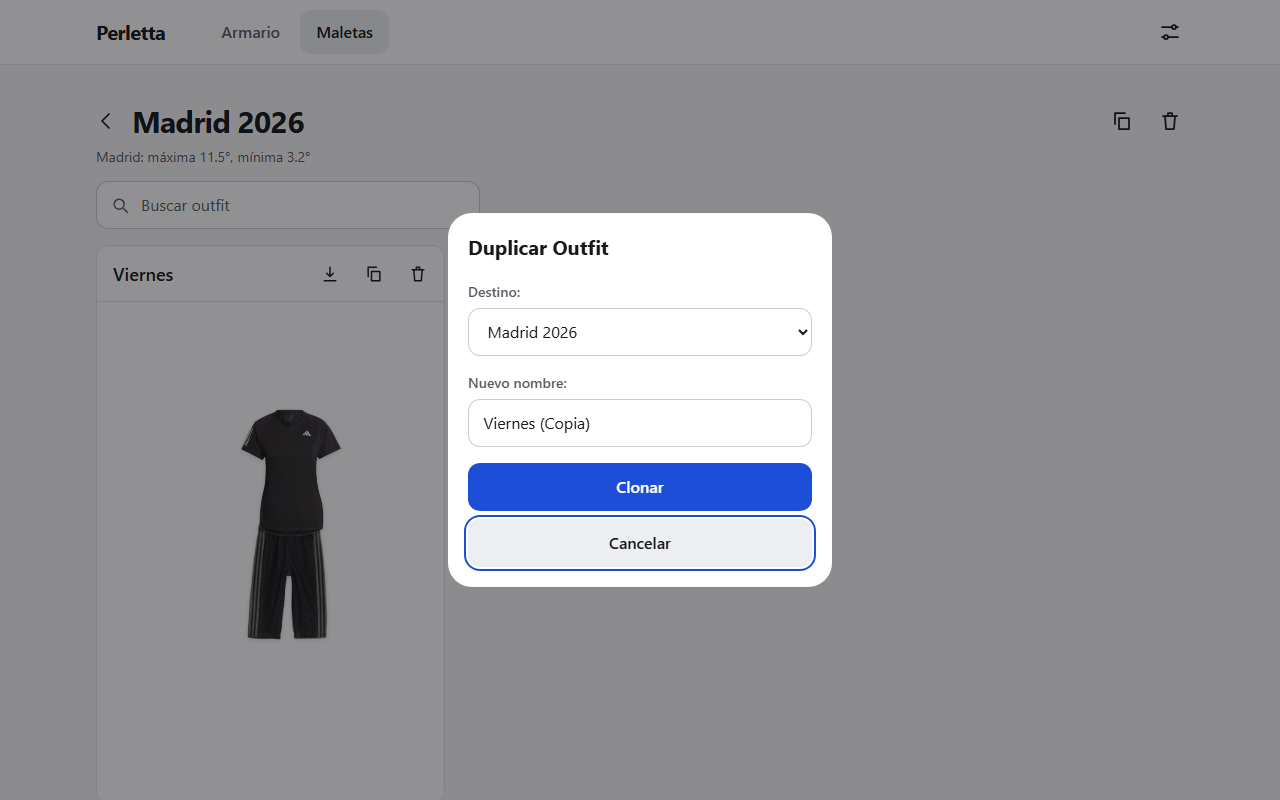 Perletta
Armario
Maletas
Madrid 2026
Madrid: máxima 11.5°, mínima 3.2°
Buscar outfit
Viernes
Duplicar Outfit
Destino:
Madrid 2026
Nuevo nombre:
Viernes (Copia)
Clonar
Cancelar